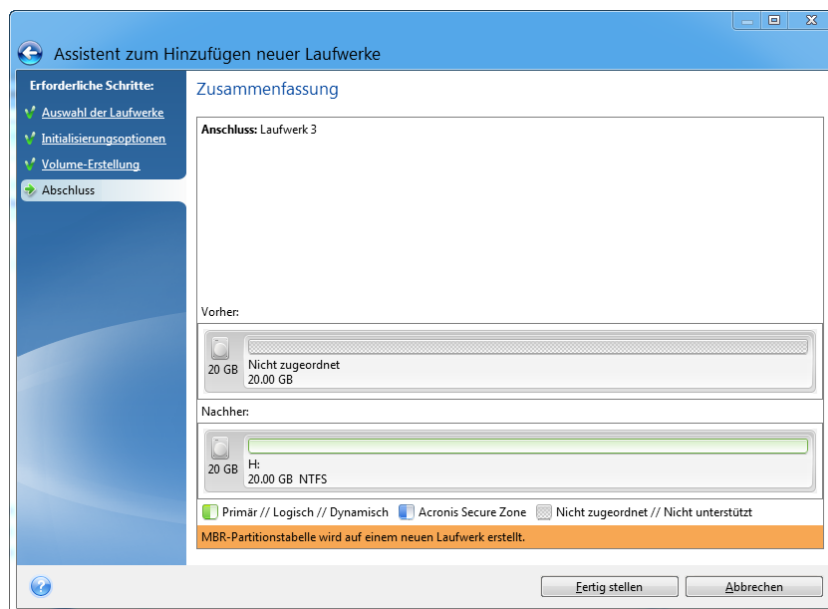 Assistent zum Hinzufügen neuer Laufwerke
Erforderliche Schritte:
Auswahl der Laufwerke
Initialisierungsoptionen
Volume-Erstellung
Abschluss
Zusammenfassung
Anschluss: Laufwerk 3
Vorher:
20 GB
Nicht zugeordnet
20.00 GB
Nachher:
20 GB
H:
20.00 GB NTFS
Primär // Logisch // Dynamisch Acronis Secure Zone Nicht zugeordnet // Nicht unterstützt
MBR-Partitionstabelle wird auf einem neuen Laufwerk erstellt.
Fertig stellen Abbrechen